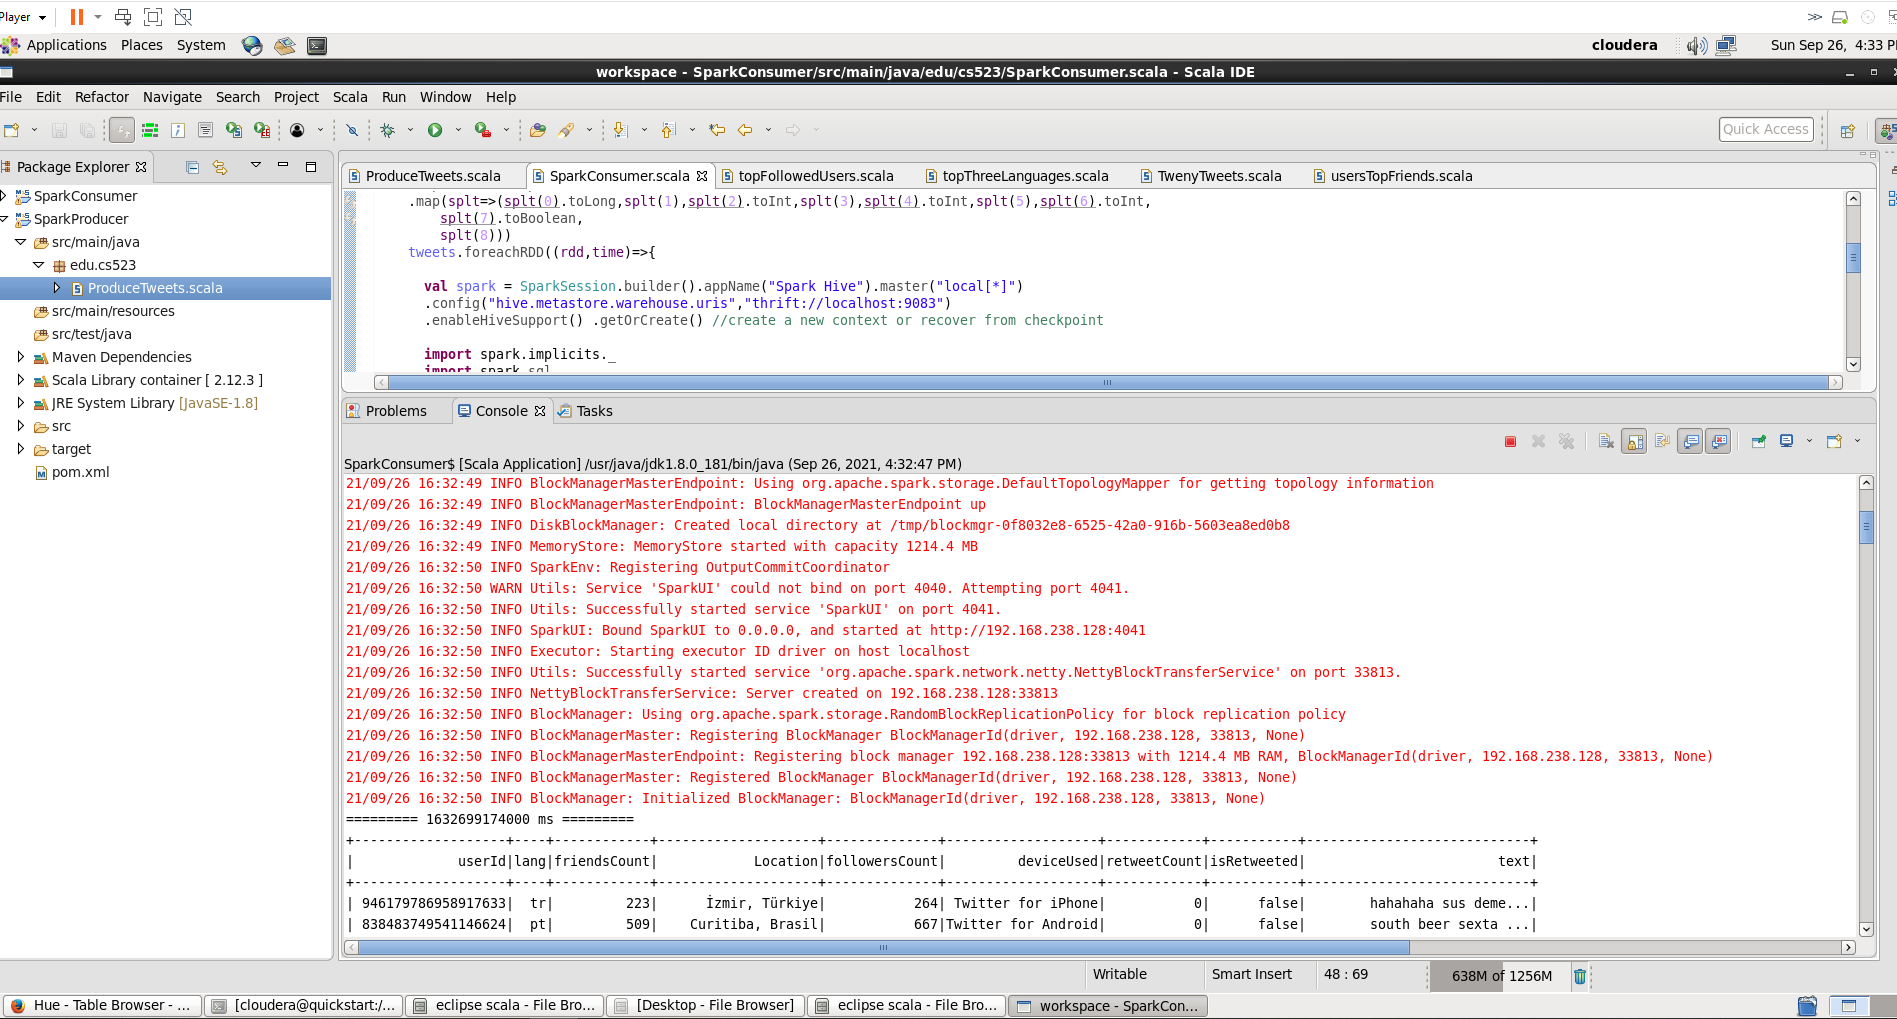 Player
Applications Places System cloudera Sun Sep 26, 4:33 P
workspace - SparkConsumer/src/main/java/edu/cs523/SparkConsumer.scala - Scala IDE
File Edit Refactor Navigate Search Project Scala Run Window Help
Quick Access
Package Explorer
SparkConsumer
SparkProducer
src/main/java
edu.cs523
ProduceTweets.scala
src/main/resources
src/test/java
Maven Dependencies
Scala Library container [ 2.12.3 ]
JRE System Library [JavaSE-1.8]
src
target
pom.xml
ProduceTweets.scala SparkConsumer.scala topFollowedUsers.scala topThreeLanguages.scala TwenyTweets.scala usersTopFriends.scala
.map(splt=>(splt(0).toLong,splt(1),splt(2).toInt,splt(3),splt(4).toInt,splt(5),splt(6).toInt,
splt(7).toBoolean,
splt(8)))
tweets.foreachRDD((rdd,time)=>{
val spark = SparkSession.builder().appName("Spark Hive").master("local[*]")
.config("hive.metastore.warehouse.uris","thrift://localhost:9083")
.enableHiveSupport() .getOrCreate() //create a new context or recover from checkpoint
import spark.implicits._
import spark.sql
Problems Console Tasks
SparkConsumer$ [Scala Application] /usr/java/jdk1.8.0_181/bin/java (Sep 26, 2021, 4:32:47 PM)
21/09/26 16:32:49 INFO BlockManagerMasterEndpoint: Using org.apache.spark.storage.DefaultTopologyMapper for getting topology information
21/09/26 16:32:49 INFO BlockManagerMasterEndpoint: BlockManagerMasterEndpoint up
21/09/26 16:32:49 INFO DiskBlockManager: Created local directory at /tmp/blockmgr-0f8032e8-6525-42a0-916b-5603ea8ed0b8
21/09/26 16:32:49 INFO MemoryStore: MemoryStore started with capacity 1214.4 MB
21/09/26 16:32:50 INFO SparkEnv: Registering OutputCommitCoordinator
21/09/26 16:32:50 WARN Utils: Service 'SparkUI' could not bind on port 4040. Attempting port 4041.
21/09/26 16:32:50 INFO Utils: Successfully started service 'SparkUI' on port 4041.
21/09/26 16:32:50 INFO SparkUI: Bound SparkUI to 0.0.0.0, and started at http://192.168.238.128:4041
21/09/26 16:32:50 INFO Executor: Starting executor ID driver on host localhost
21/09/26 16:32:50 INFO Utils: Successfully started service 'org.apache.spark.network.netty.NettyBlockTransferService' on port 33813.
21/09/26 16:32:50 INFO NettyBlockTransferService: Server created on 192.168.238.128:33813
21/09/26 16:32:50 INFO BlockManager: Using org.apache.spark.storage.RandomBlockReplicationPolicy for block replication policy
21/09/26 16:32:50 INFO BlockManagerMaster: Registering BlockManager BlockManagerId(driver, 192.168.238.128, 33813, None)
21/09/26 16:32:50 INFO BlockManagerMasterEndpoint: Registering block manager 192.168.238.128:33813 with 1214.4 MB RAM, BlockManagerId(driver, 192.168.238.128, 33813, None)
21/09/26 16:32:50 INFO BlockManagerMaster: Registered BlockManager BlockManagerId(driver, 192.168.238.128, 33813, None)
21/09/26 16:32:50 INFO BlockManager: Initialized BlockManager: BlockManagerId(driver, 192.168.238.128, 33813, None)
========= 1632699174000 ms =========
+-------------------+----+------------+--------------------+--------------+-------------------+------------+-----------+----------------------------+
| userId|lang|friendsCount| Location|followersCount| deviceUsed|retweetCount|isRetweeted| text|
+-------------------+----+------------+--------------------+--------------+-------------------+------------+-----------+----------------------------+
| 946179786958917633| tr| 223| İzmir, Türkiye| 264| Twitter for iPhone| 0| false| hahahaha sus deme...|
| 838483749541146624| pt| 509| Curitiba, Brasil| 667|Twitter for Android| 0| false| south beer sexta ...|
Writable Smart Insert 48 : 69 638M of 1256M
Hue - Table Browser - ... [cloudera@quickstart:/... eclipse scala - File Bro... [Desktop - File Browser] eclipse scala - File Bro... workspace - SparkCon...